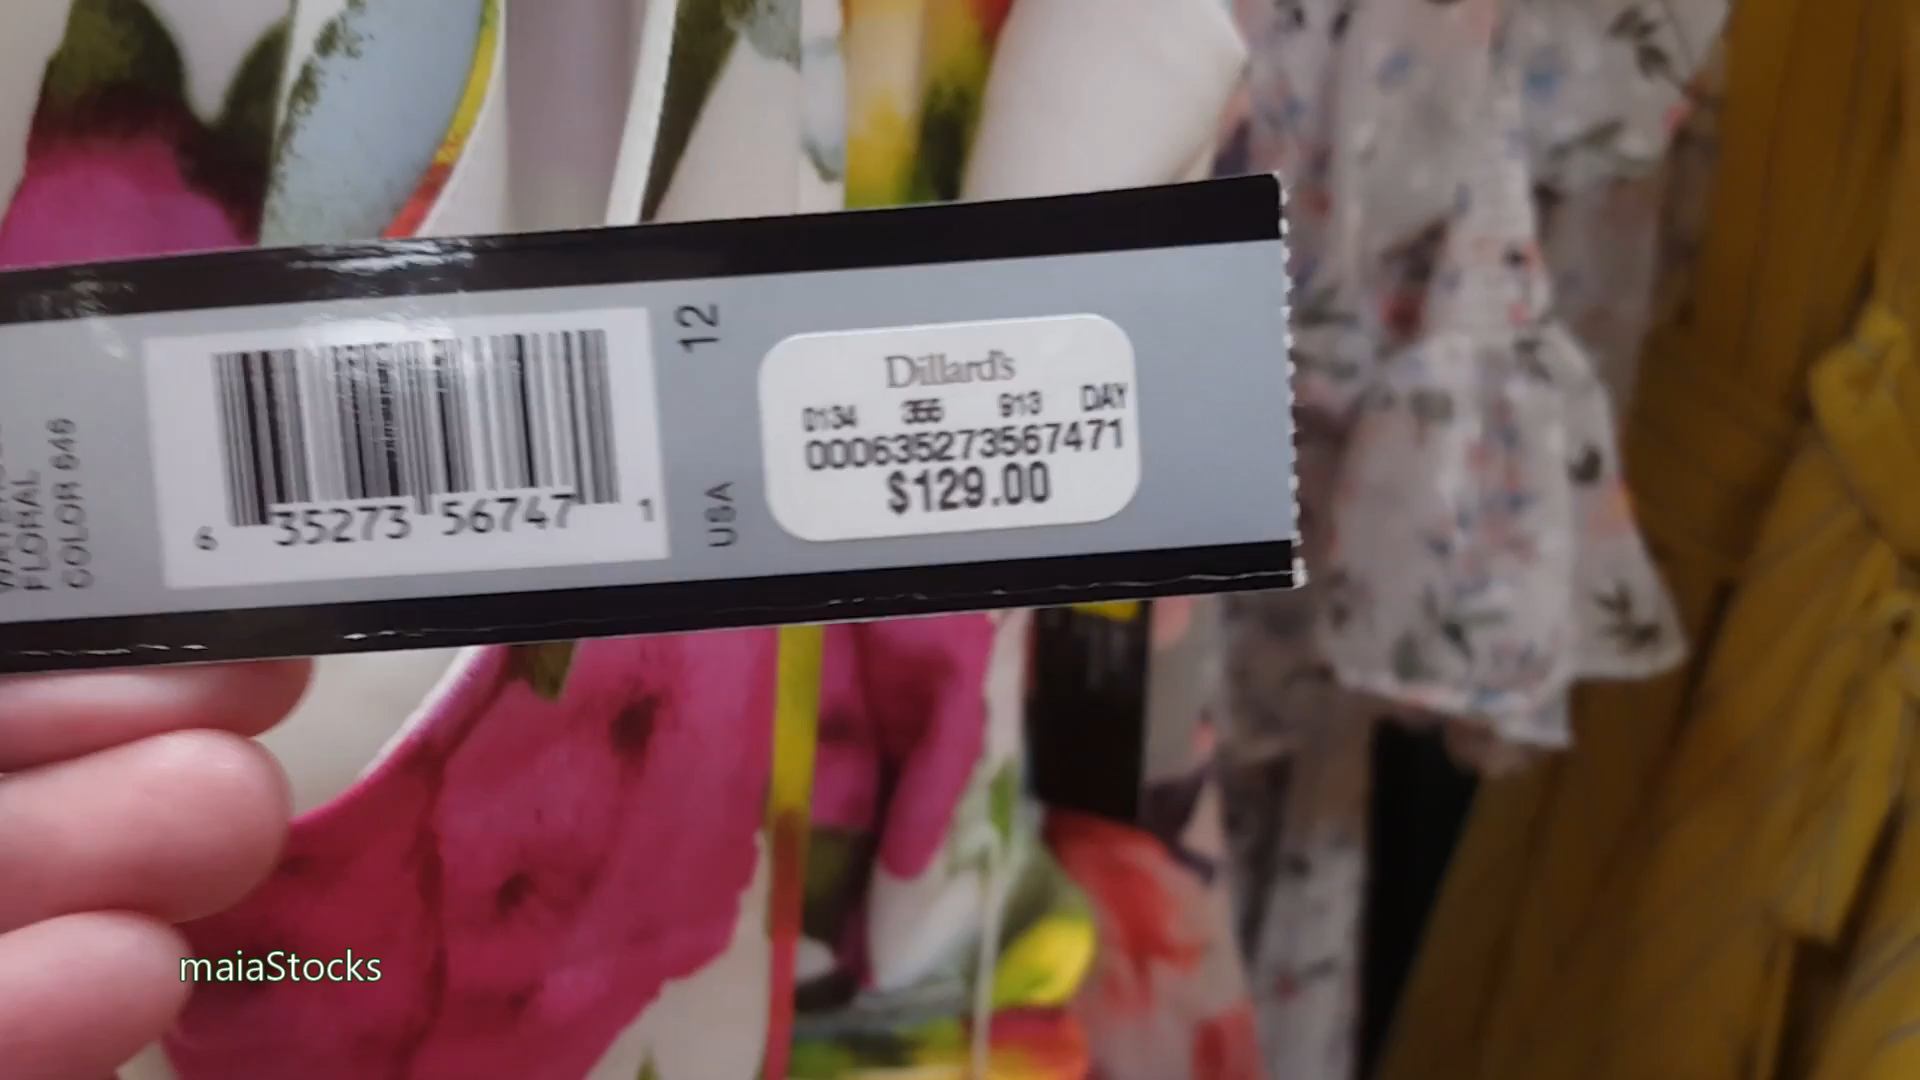 FLORAL
COLOR 646
6 35273 56747 1
12
USA
Dillard's
0134 356 913 DAY
000635273567471
$129.00
maiaStocks